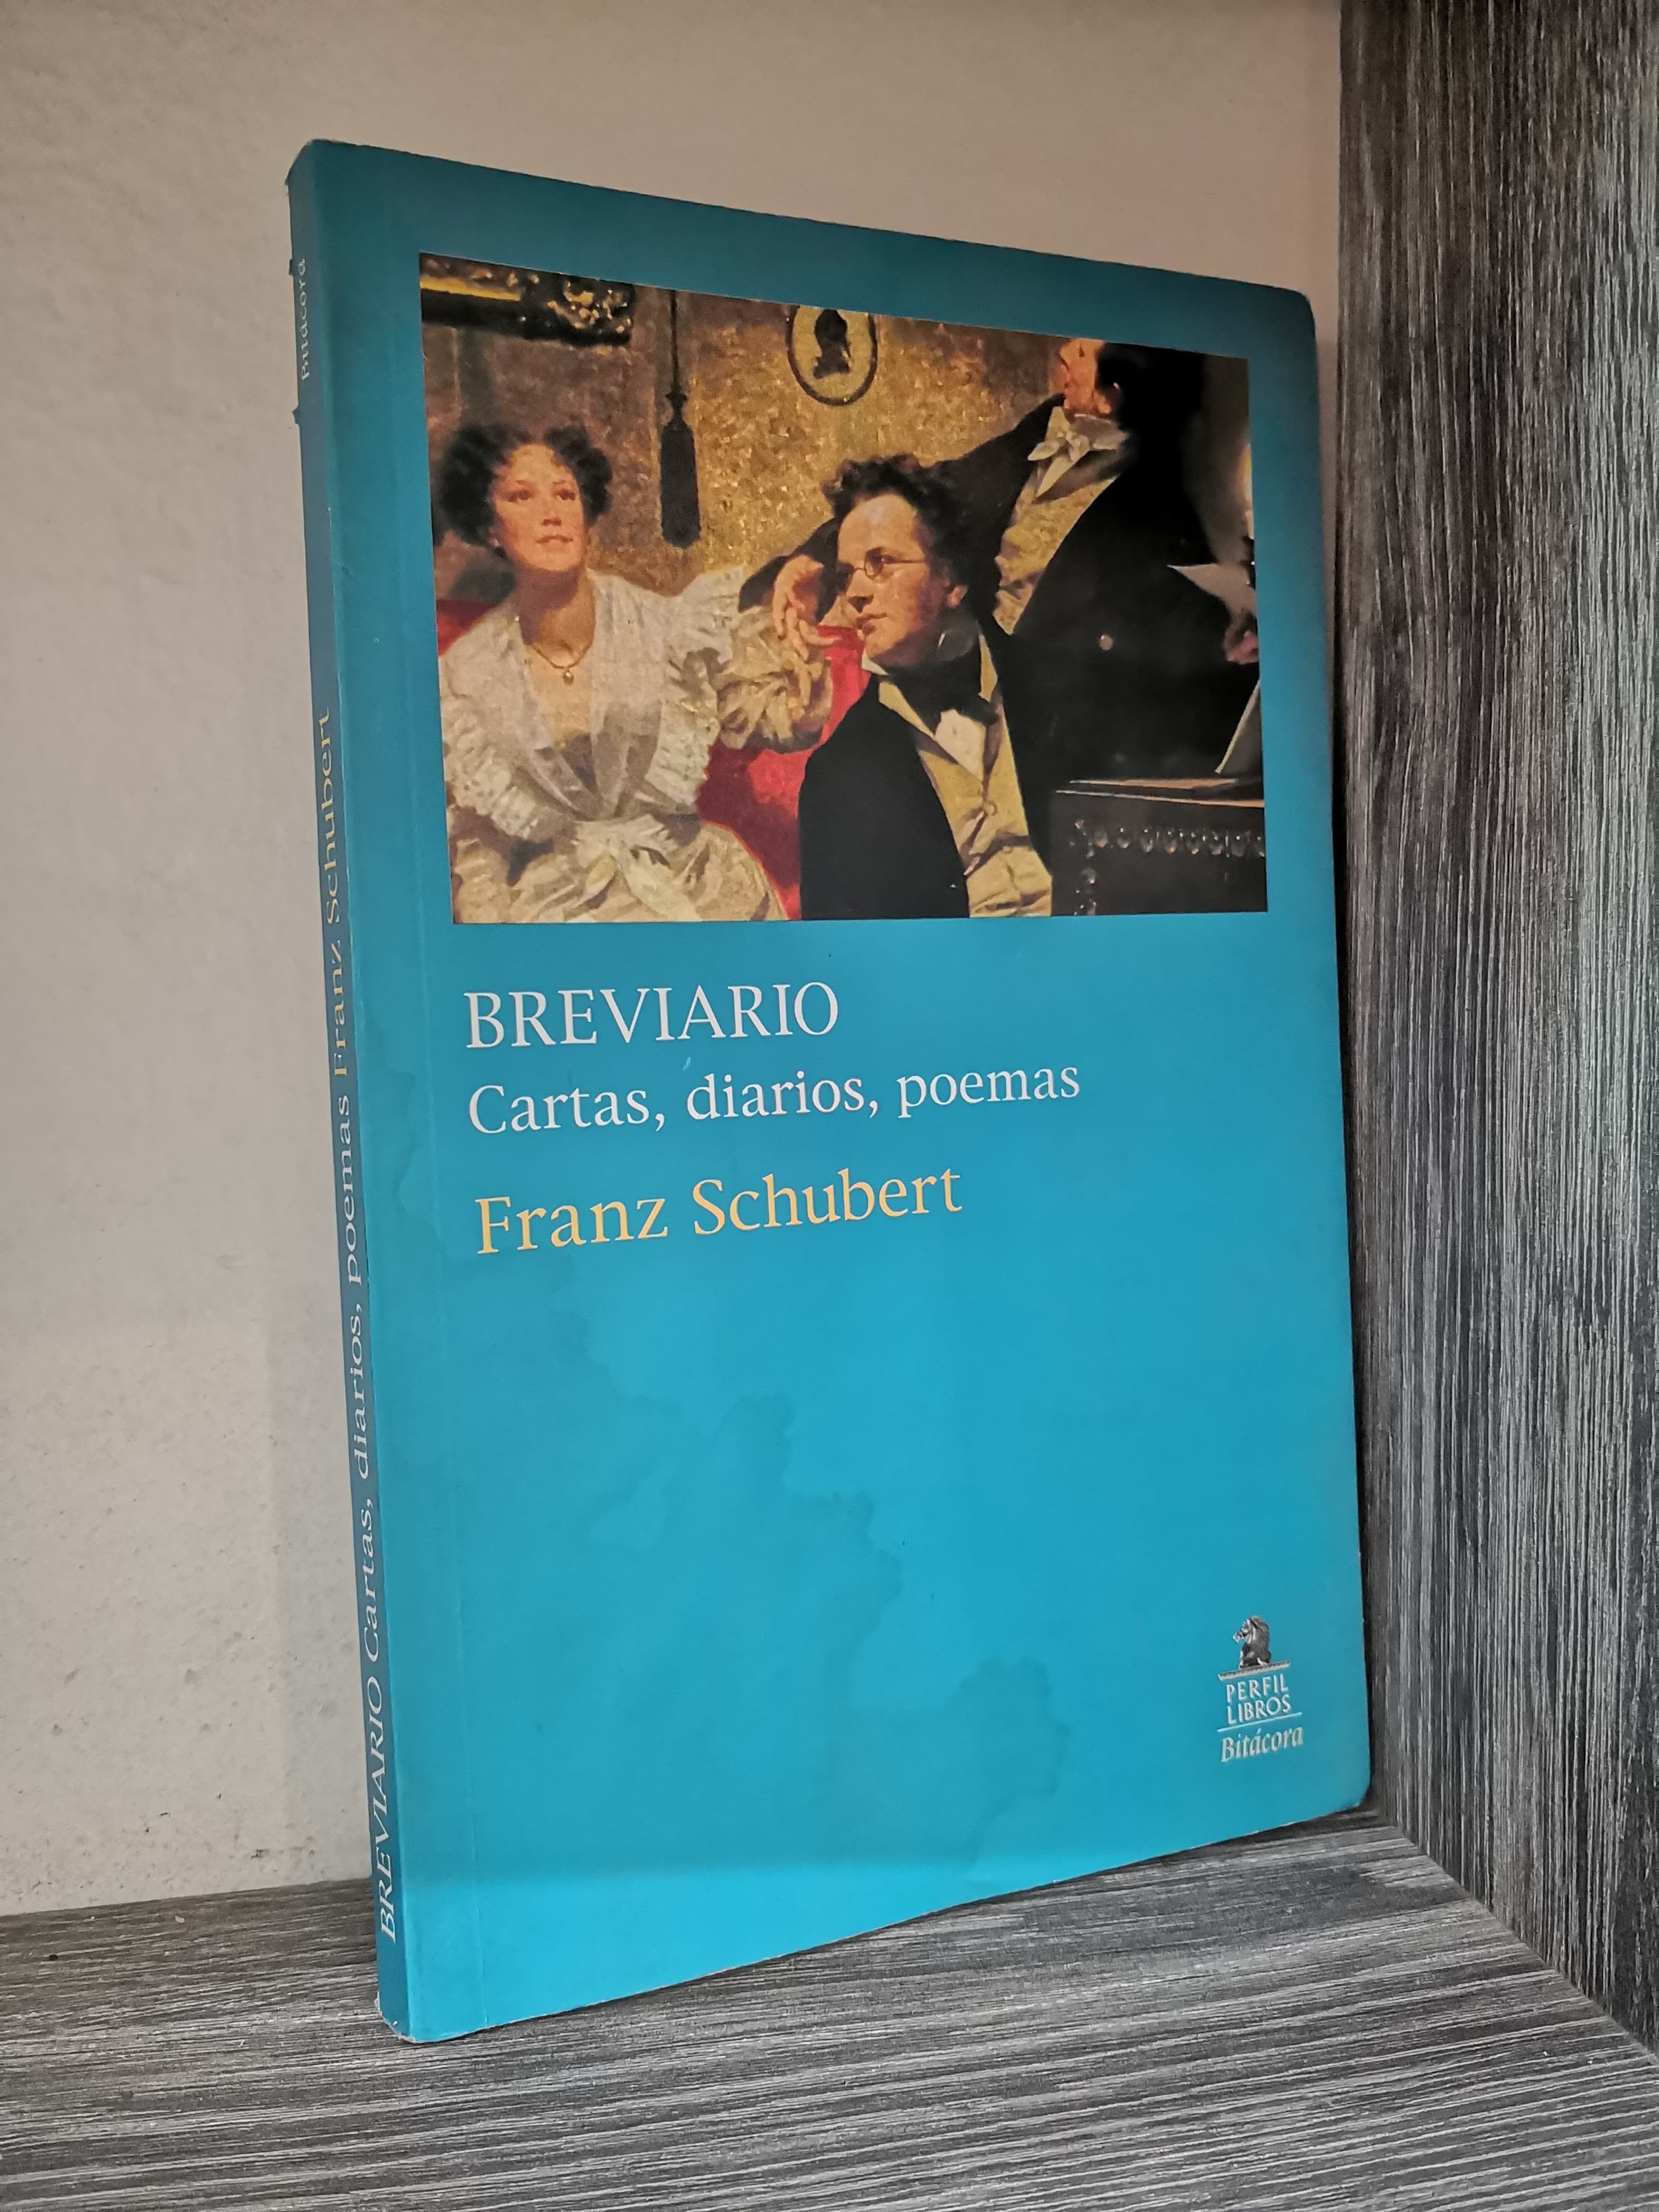 BREVIARIO
Cartas, diarios, poemas
Franz Schubert
PERFIL
LIBROS
Bitácora
BREVIARIO Cartas, diarios, poemas Franz Schubert
Bitácora